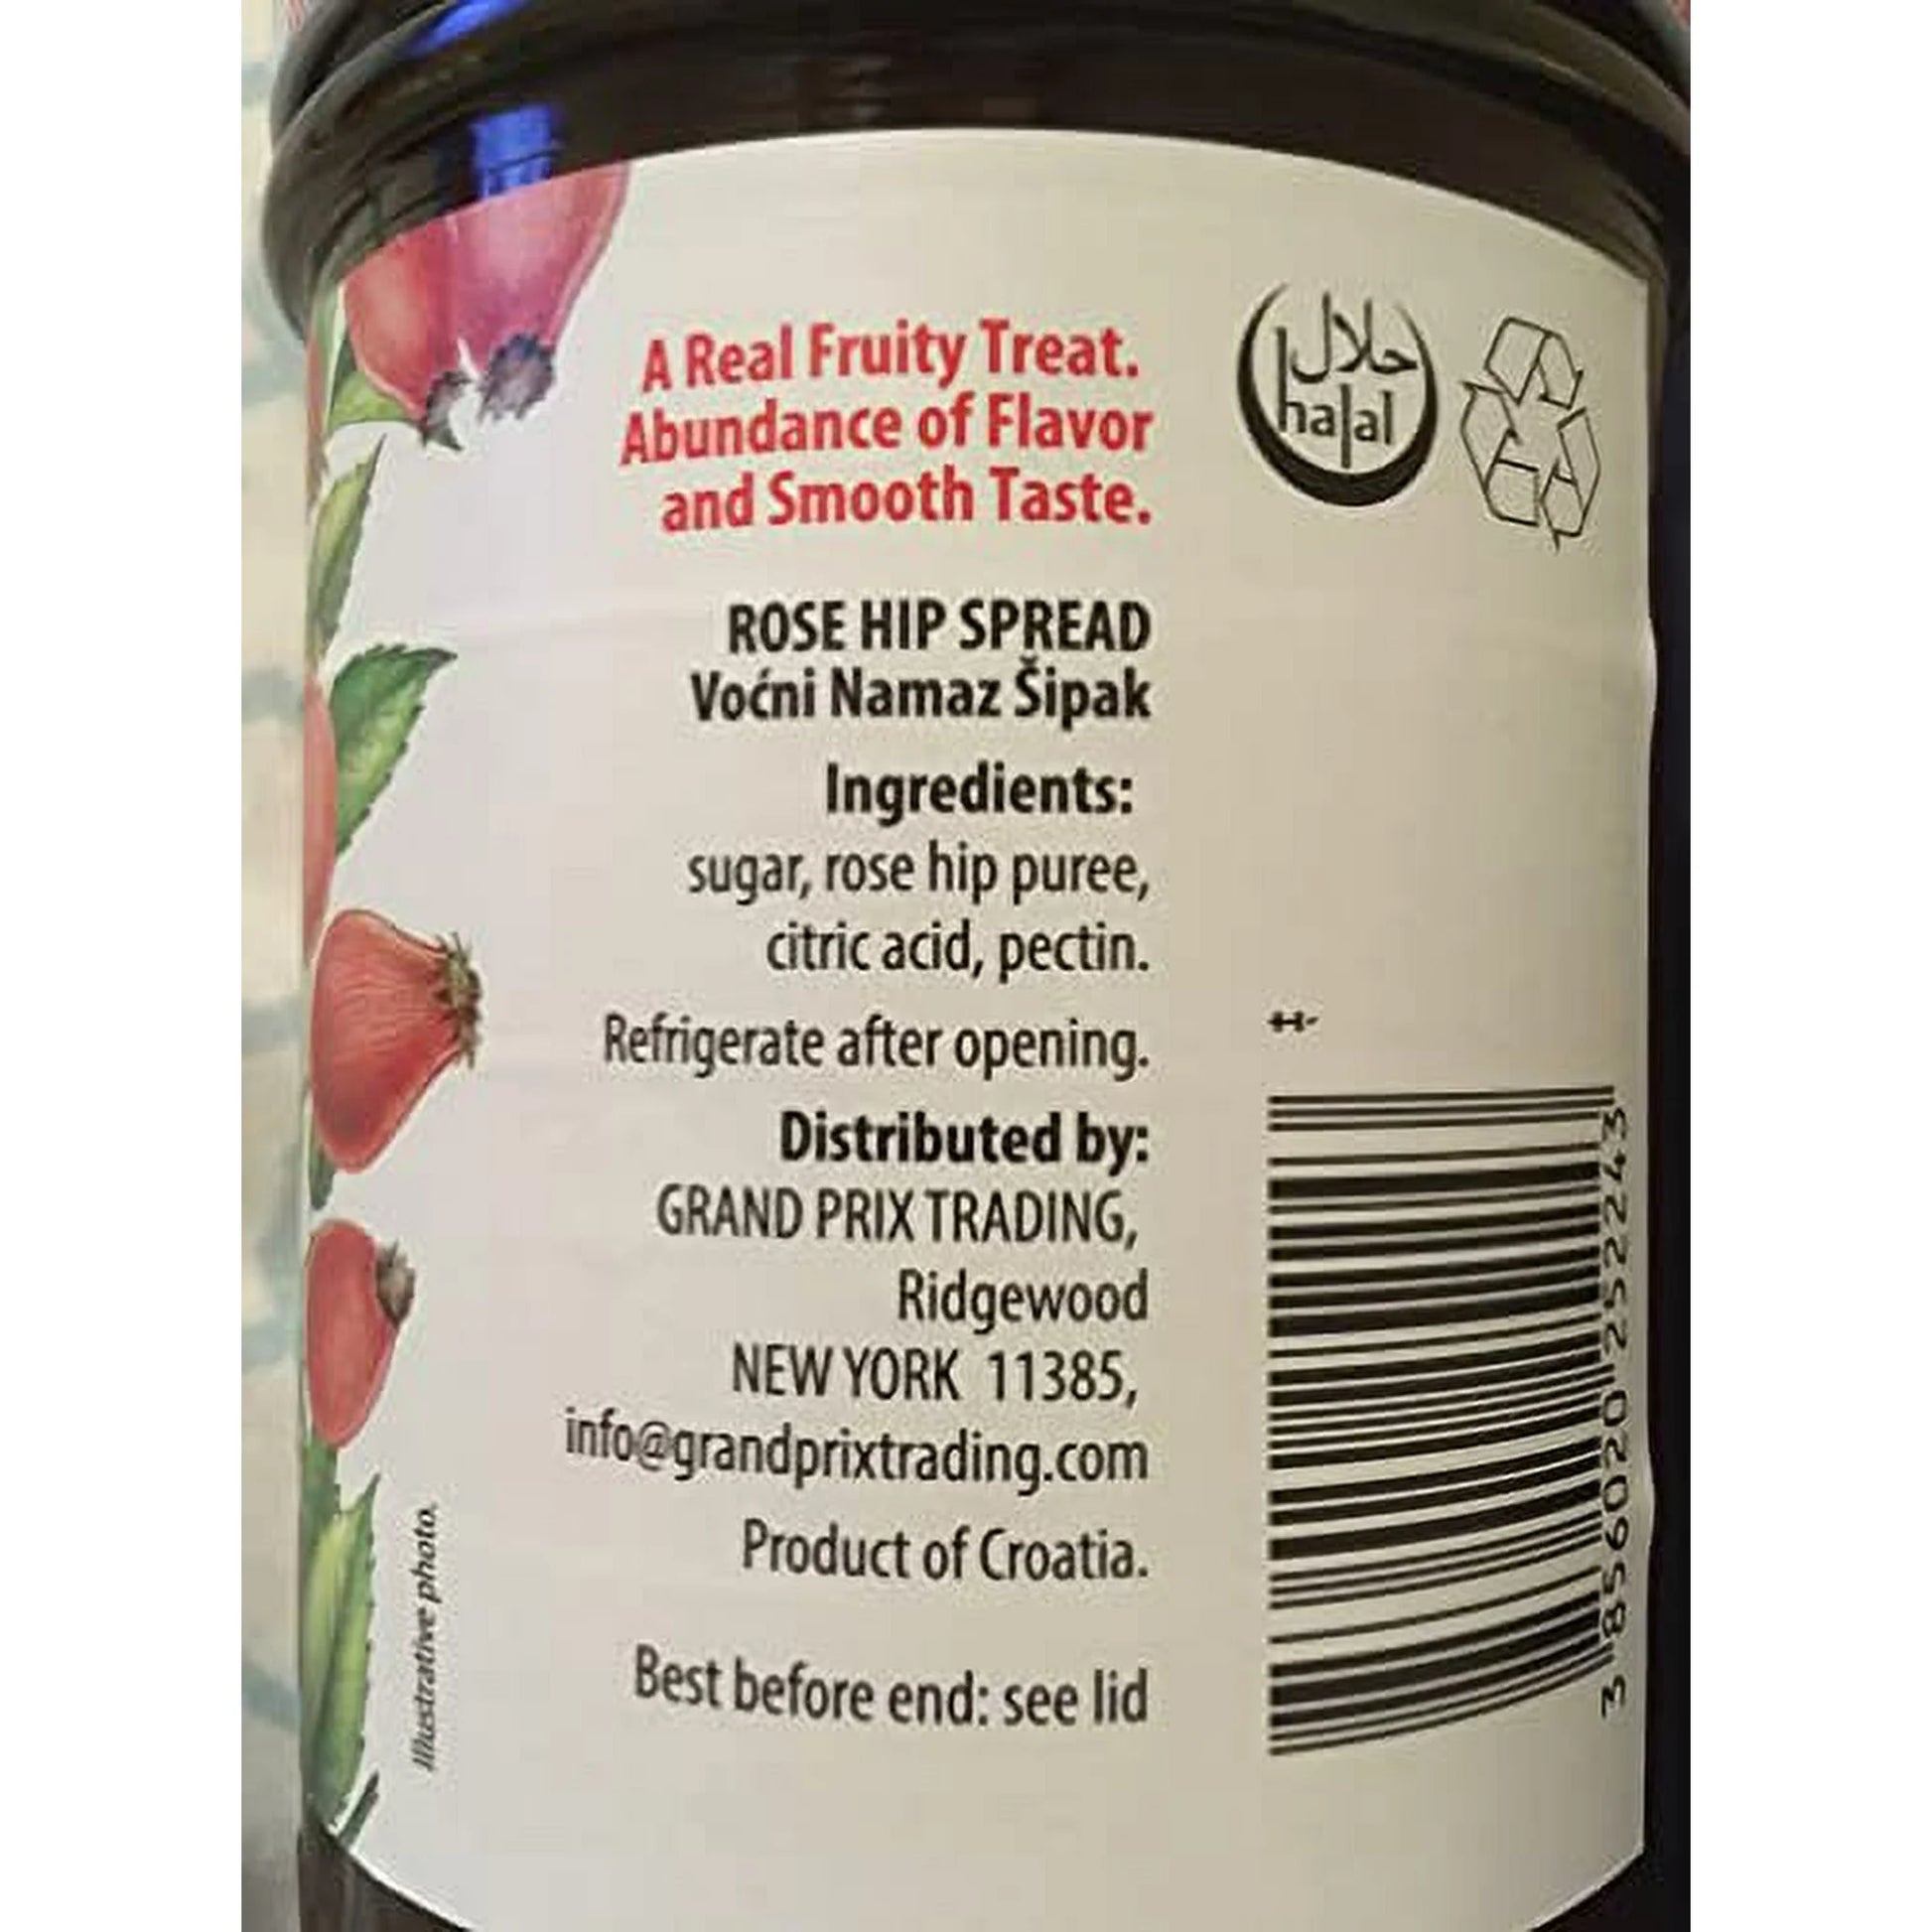 A Real Fruity Treat.
Abundance of Flavor
and Smooth Taste.
حلال
halal
ROSE HIP SPREAD
Voćni Namaz Šipak
Ingredients:
sugar, rose hip puree,
citric acid, pectin.
Refrigerate after opening.
Distributed by:
GRAND PRIX TRADING,
Ridgewood
NEW YORK 11385,
info@grandprixtrading.com
Product of Croatia.
Best before end: see lid
Illustrative photo.
3 856020 252243